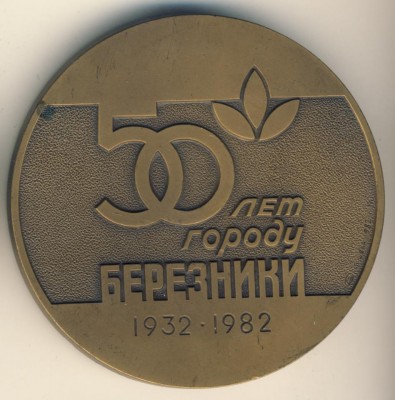 50 лет
городу
БЕРЕЗНИКИ
1932·1982